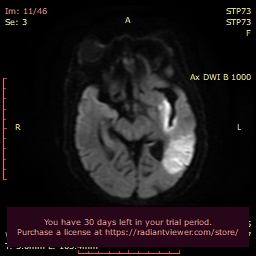 Im: 11/46
Se: 3
A
STP73
STP73
F
Ax DWI B 1000
R
L
You have 30 days left in your trial period.
Purchase a license at https://radiantviewer.com/store/